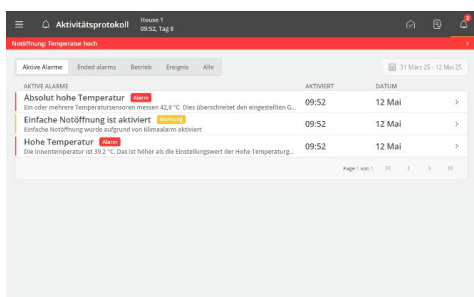 Aktivitätsprotokoll
House 1
09:52, Tag 8
2
Notöffnung: Temperatur hoch
Aktive Alarme Ended alarms Betrieb Ereignis Alle
31 März 25 - 12 Mai 25
AKTIVE ALARME AKTIVIERT DATUM
Absolut hohe Temperatur Alarm 09:52 12 Mai
Ein oder mehrere Temperatursensoren messen 42,8 °C. Dies überschreitet den eingestellten G...
Einfache Notöffnung ist aktiviert Warnung 09:52 12 Mai
Einfache Notöffnung wurde aufgrund von Klimaalarm aktiviert
Hohe Temperatur Alarm 09:52 12 Mai
Die Innentemperatur ist 39,2 °C. Das ist höher als die Einstellungswert der Hohe Temperaturg...
Page 1 von 1